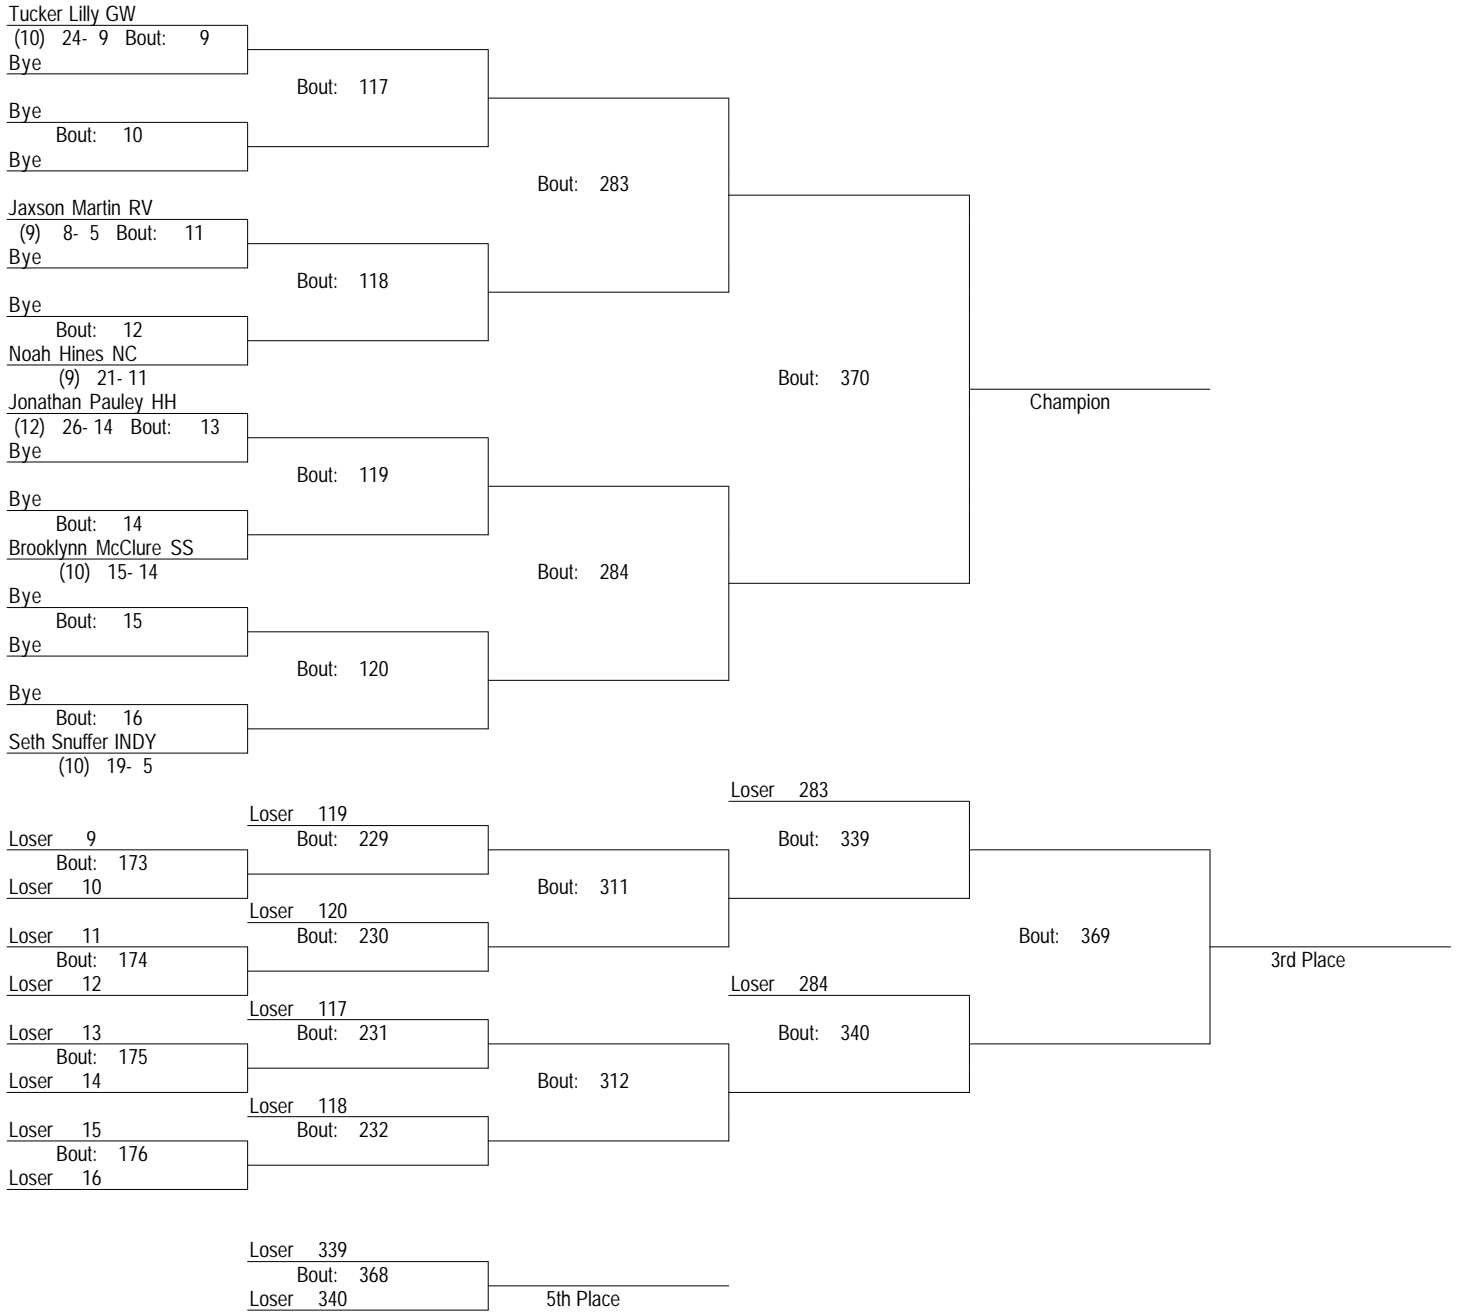 Tucker Lilly GW
(10) 24- 9 Bout: 9
Bye
Bout: 117
Bye
Bout: 10
Bye
Bout: 283
Jaxson Martin RV
(9) 8- 5 Bout: 11
Bye
Bout: 118
Bye
Bout: 12
Noah Hines NC
(9) 21- 11
Bout: 370
Champion
Jonathan Pauley HH
(12) 26- 14 Bout: 13
Bye
Bout: 119
Bye
Bout: 14
Brooklynn McClure SS
(10) 15- 14
Bout: 284
Bye
Bout: 15
Bye
Bout: 120
Bye
Bout: 16
Seth Snuffer INDY
(10) 19- 5
Loser 283
Loser 119
Loser 9
Bout: 229
Bout: 339
Bout: 173
Loser 10
Bout: 311
Loser 120
Loser 11
Bout: 230
Bout: 369
Bout: 174
3rd Place
Loser 12
Loser 284
Loser 117
Loser 13
Bout: 231
Bout: 340
Bout: 175
Loser 14
Bout: 312
Loser 118
Loser 15
Bout: 232
Bout: 176
Loser 16
Loser 339
Bout: 368
Loser 340
5th Place